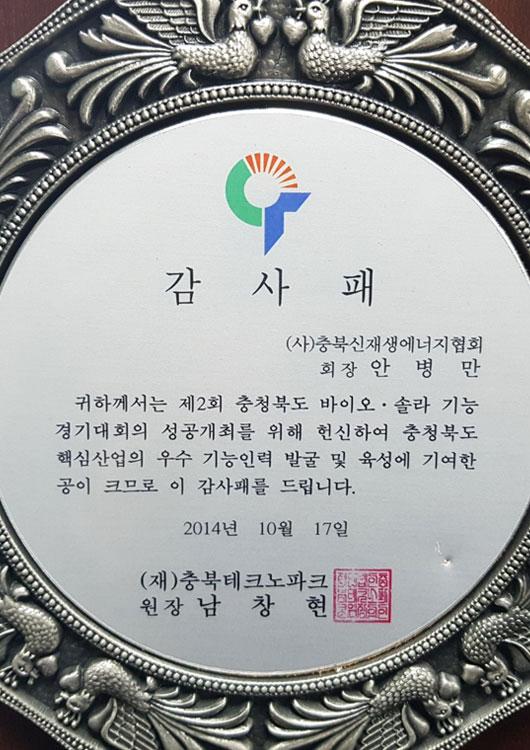 감 사 패
(사)충북신재생에너지협회
회장 안 병 만
귀하께서는 제2회 충청북도 바이오·솔라 기능
경기대회의 성공개최를 위해 헌신하여 충청북도
핵심산업의 우수 기능인력 발굴 및 육성에 기여한
공이 크므로 이 감사패를 드립니다.
2014년 10월 17일
(재)충북테크노파크
원장 남 창 현